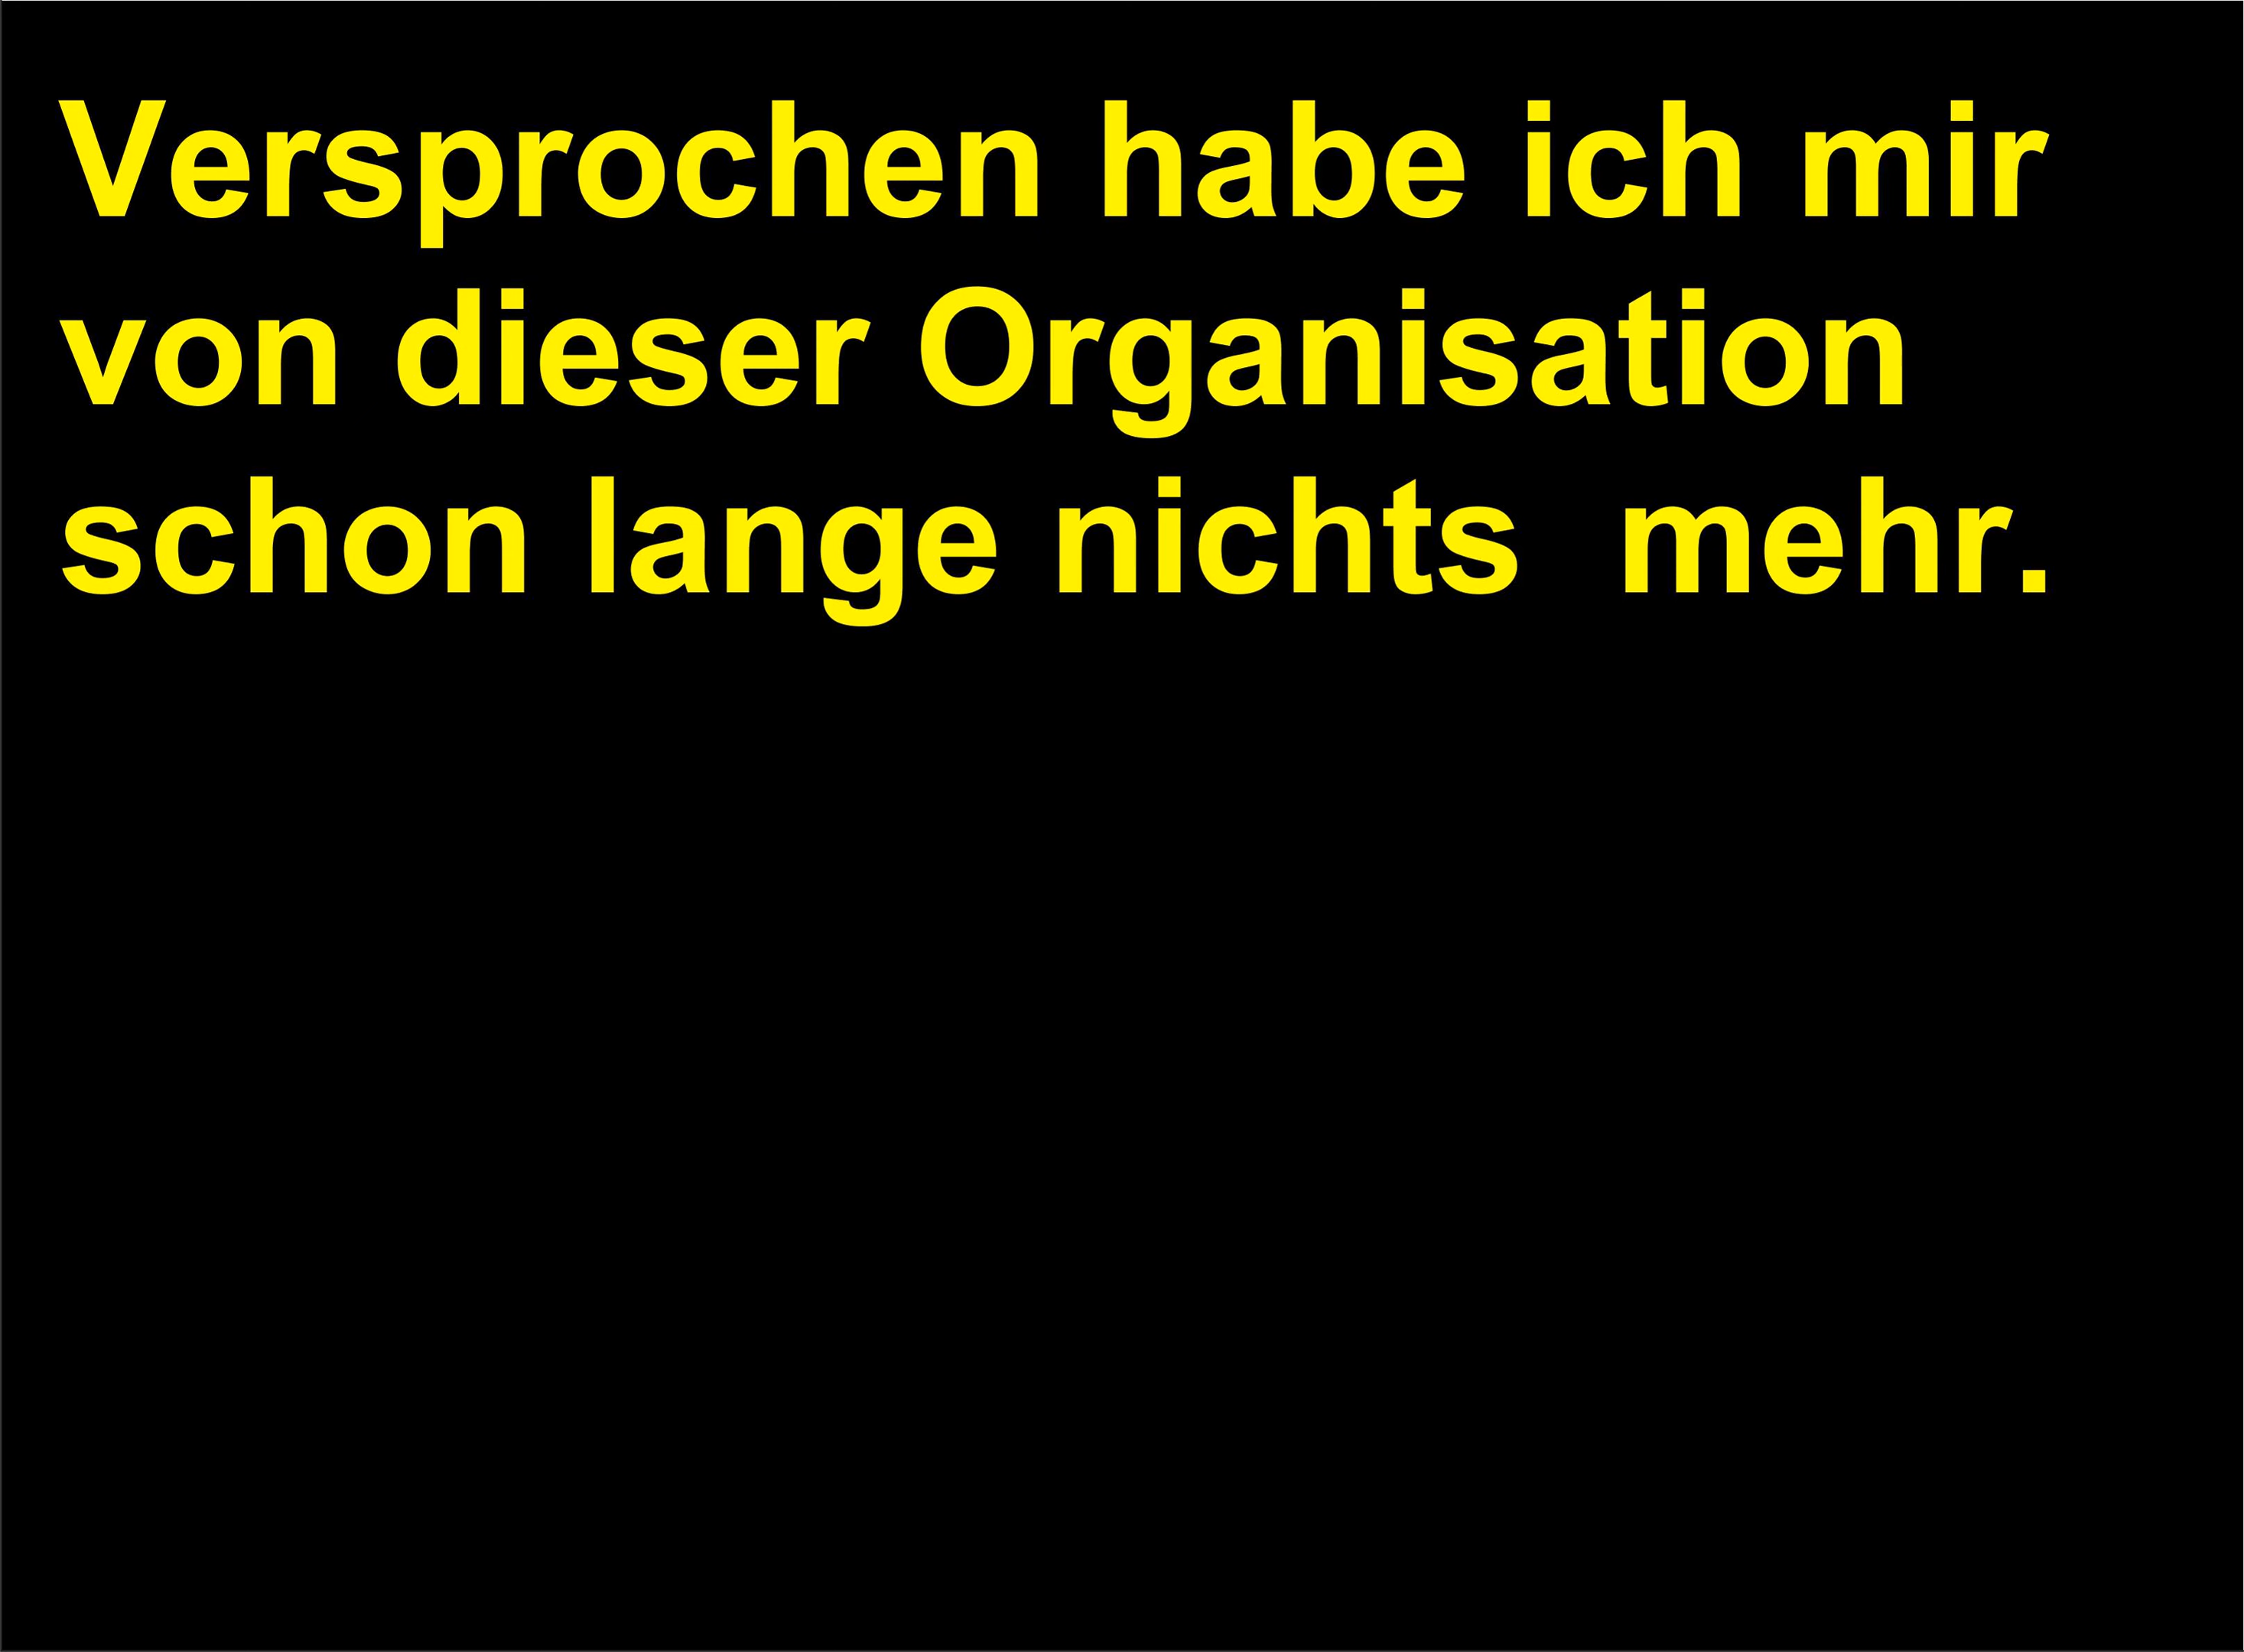 Versprochen habe ich mir
von dieser Organisation
schon lange nichts  mehr.